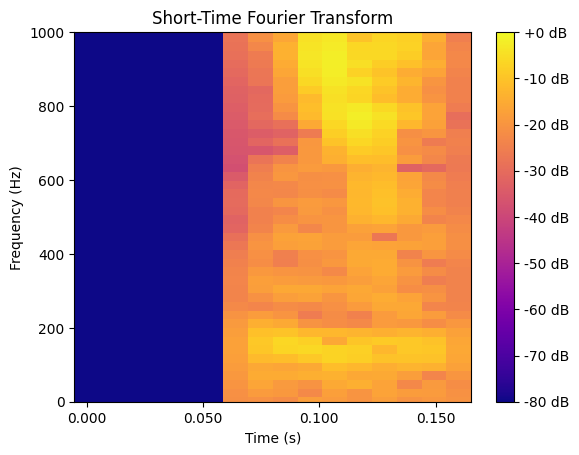 Short-Time Fourier Transform
Frequency (Hz)
1000
800
600
400
200
0
0.000
0.050
0.100
0.150
Time (s)
+0 dB
-10 dB
-20 dB
-30 dB
-40 dB
-50 dB
-60 dB
-70 dB
-80 dB